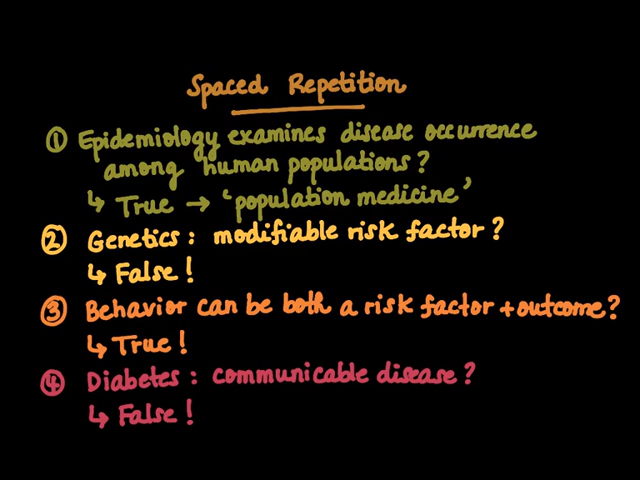 Spaced Repetition
① Epidemiology examines disease occurrence
among human populations?
↳ True → 'population medicine'
② Genetics: modifiable risk factor?
↳ False!
③ Behavior can be both a risk factor + outcome?
↳ True!
④ Diabetes: communicable disease?
↳ False!